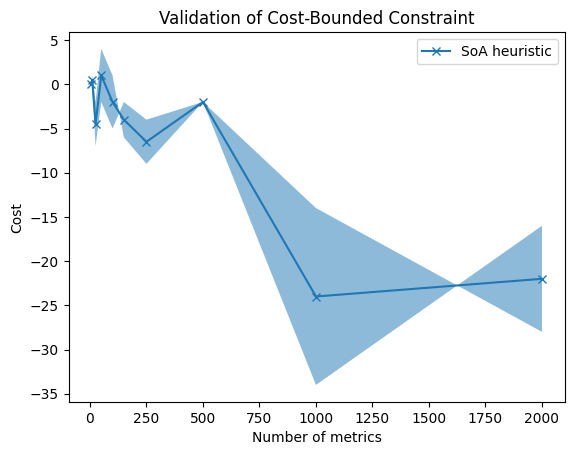 Validation of Cost-Bounded Constraint
SoA heuristic
5
0
−5
−10
−15
−20
−25
−30
−35
Cost
0 250 500 750 1000 1250 1500 1750 2000
Number of metrics